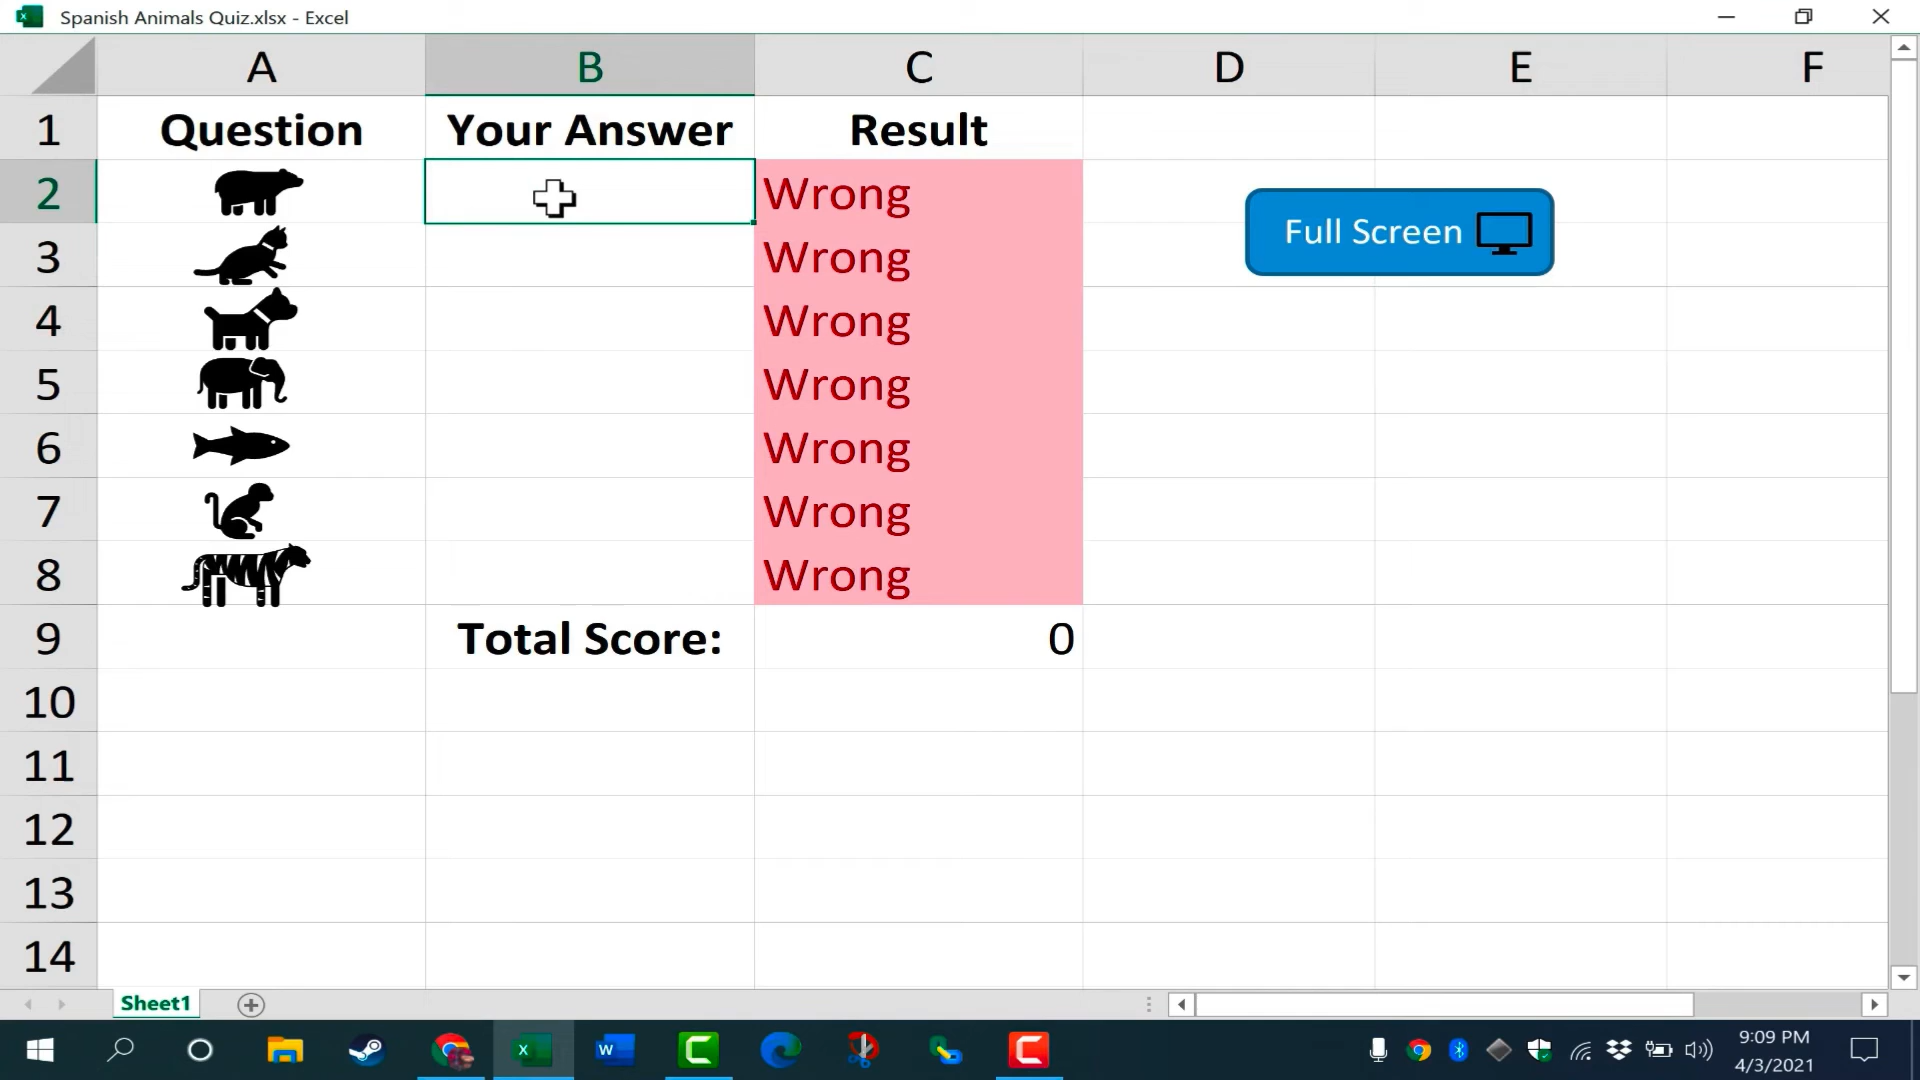 Spanish Animals Quiz.xlsx - Excel
A B C D E F
1 Question Your Answer Result
2 Wrong
Full Screen
3 Wrong
4 Wrong
5 Wrong
6 Wrong
7 Wrong
8 Wrong
9 Total Score: 0
10
11
12
13
14
Sheet1
9:09 PM
4/3/2021